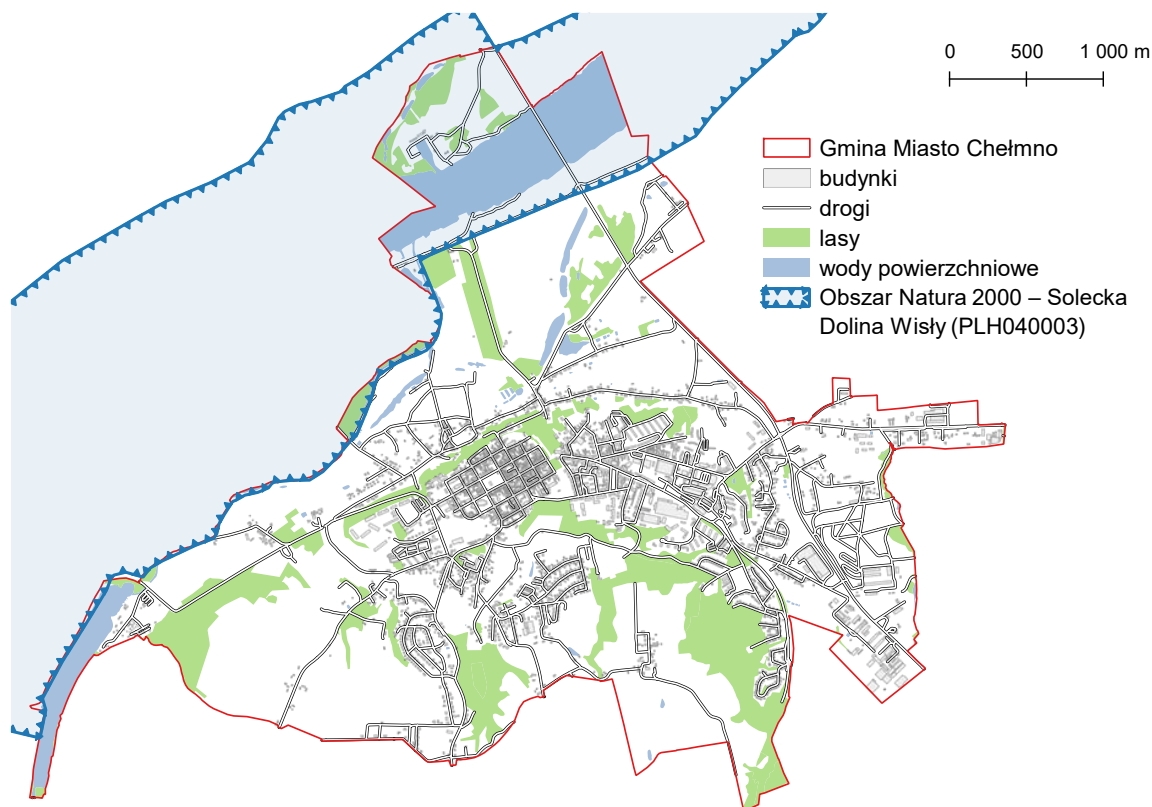 0 500 1 000 m
Gmina Miasto Chełmno
budynki
drogi
lasy
wody powierzchniowe
Obszar Natura 2000 – Solecka
Dolina Wisły (PLH040003)